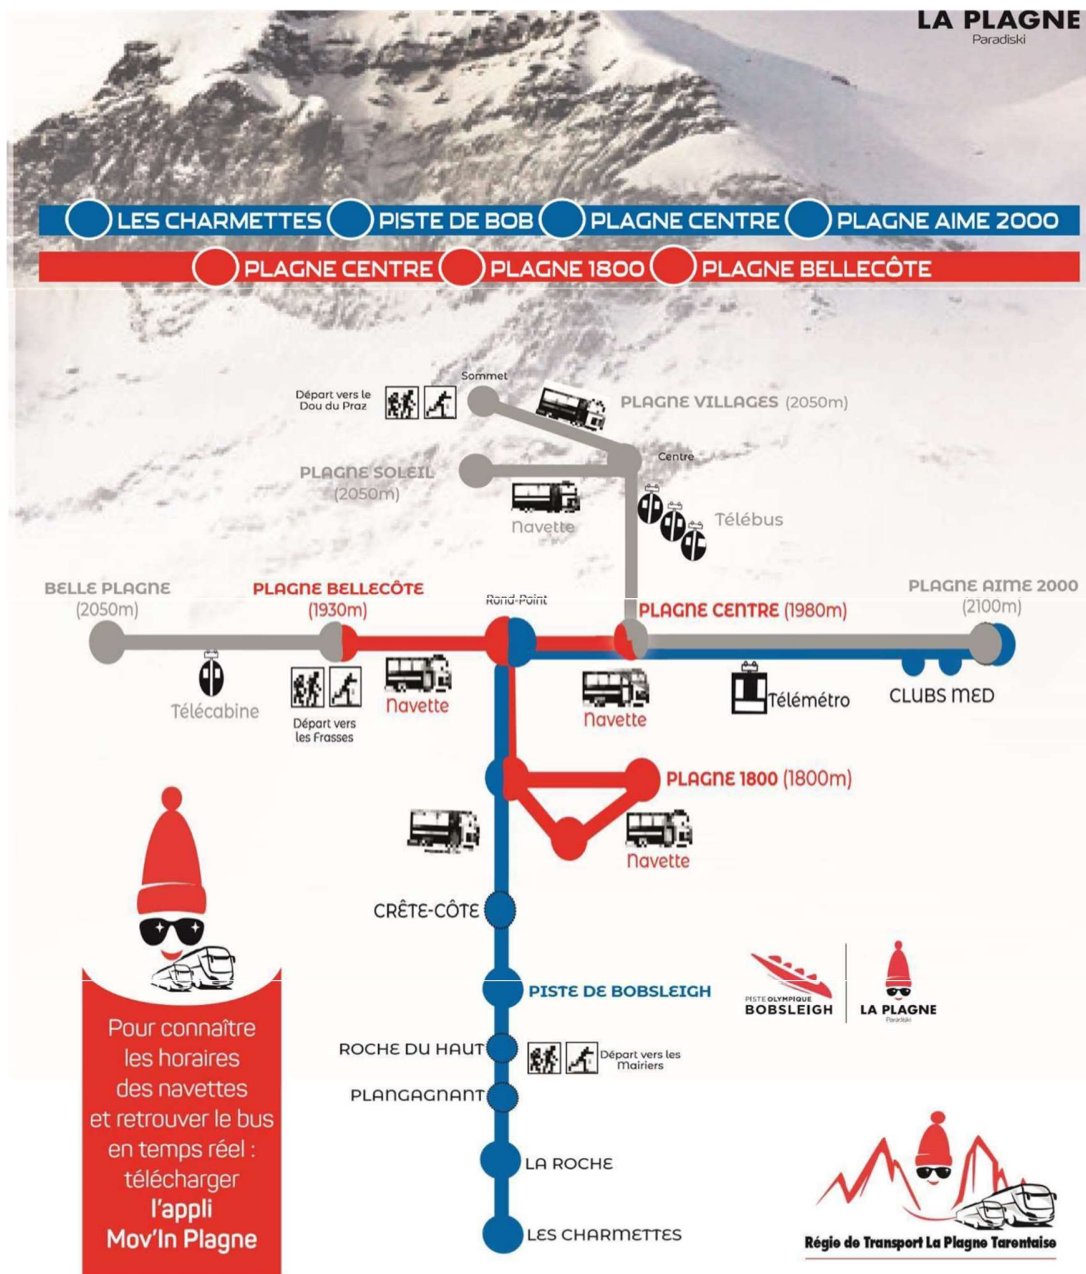 LA PLAGNE
Paradiski
LES CHARMETTES PISTE DE BOB PLAGNE CENTRE PLAGNE AIME 2000
PLAGNE CENTRE PLAGNE 1800 PLAGNE BELLECÔTE
Sommet
Départ vers le
Dou du Praz
PLAGNE VILLAGES (2050m)
Centre
PLAGNE SOLEIL
(2050m)
Navette
Télébus
BELLE PLAGNE
(2050m)
PLAGNE BELLECÔTE
(1930m)
Rond-Point
PLAGNE CENTRE (1980m)
PLAGNE AIME 2000
(2100m)
Télécabine
Départ vers
les Frasses
Navette
Navette
Télémétro
CLUBS MED
PLAGNE 1800 (1800m)
Navette
CRÊTE-CÔTE
PISTE DE BOBSLEIGH
ROCHE DU HAUT
Départ vers les
Mairiers
PLANGAGNANT
LA ROCHE
LES CHARMETTES
PISTE OLYMPIQUE
BOBSLEIGH
LA PLAGNE
Paradiski
Pour connaître
les horaires
des navettes
et retrouver le bus
en temps réel :
télécharger
l'appli
Mov'In Plagne
Régie de Transport La Plagne Tarentaise